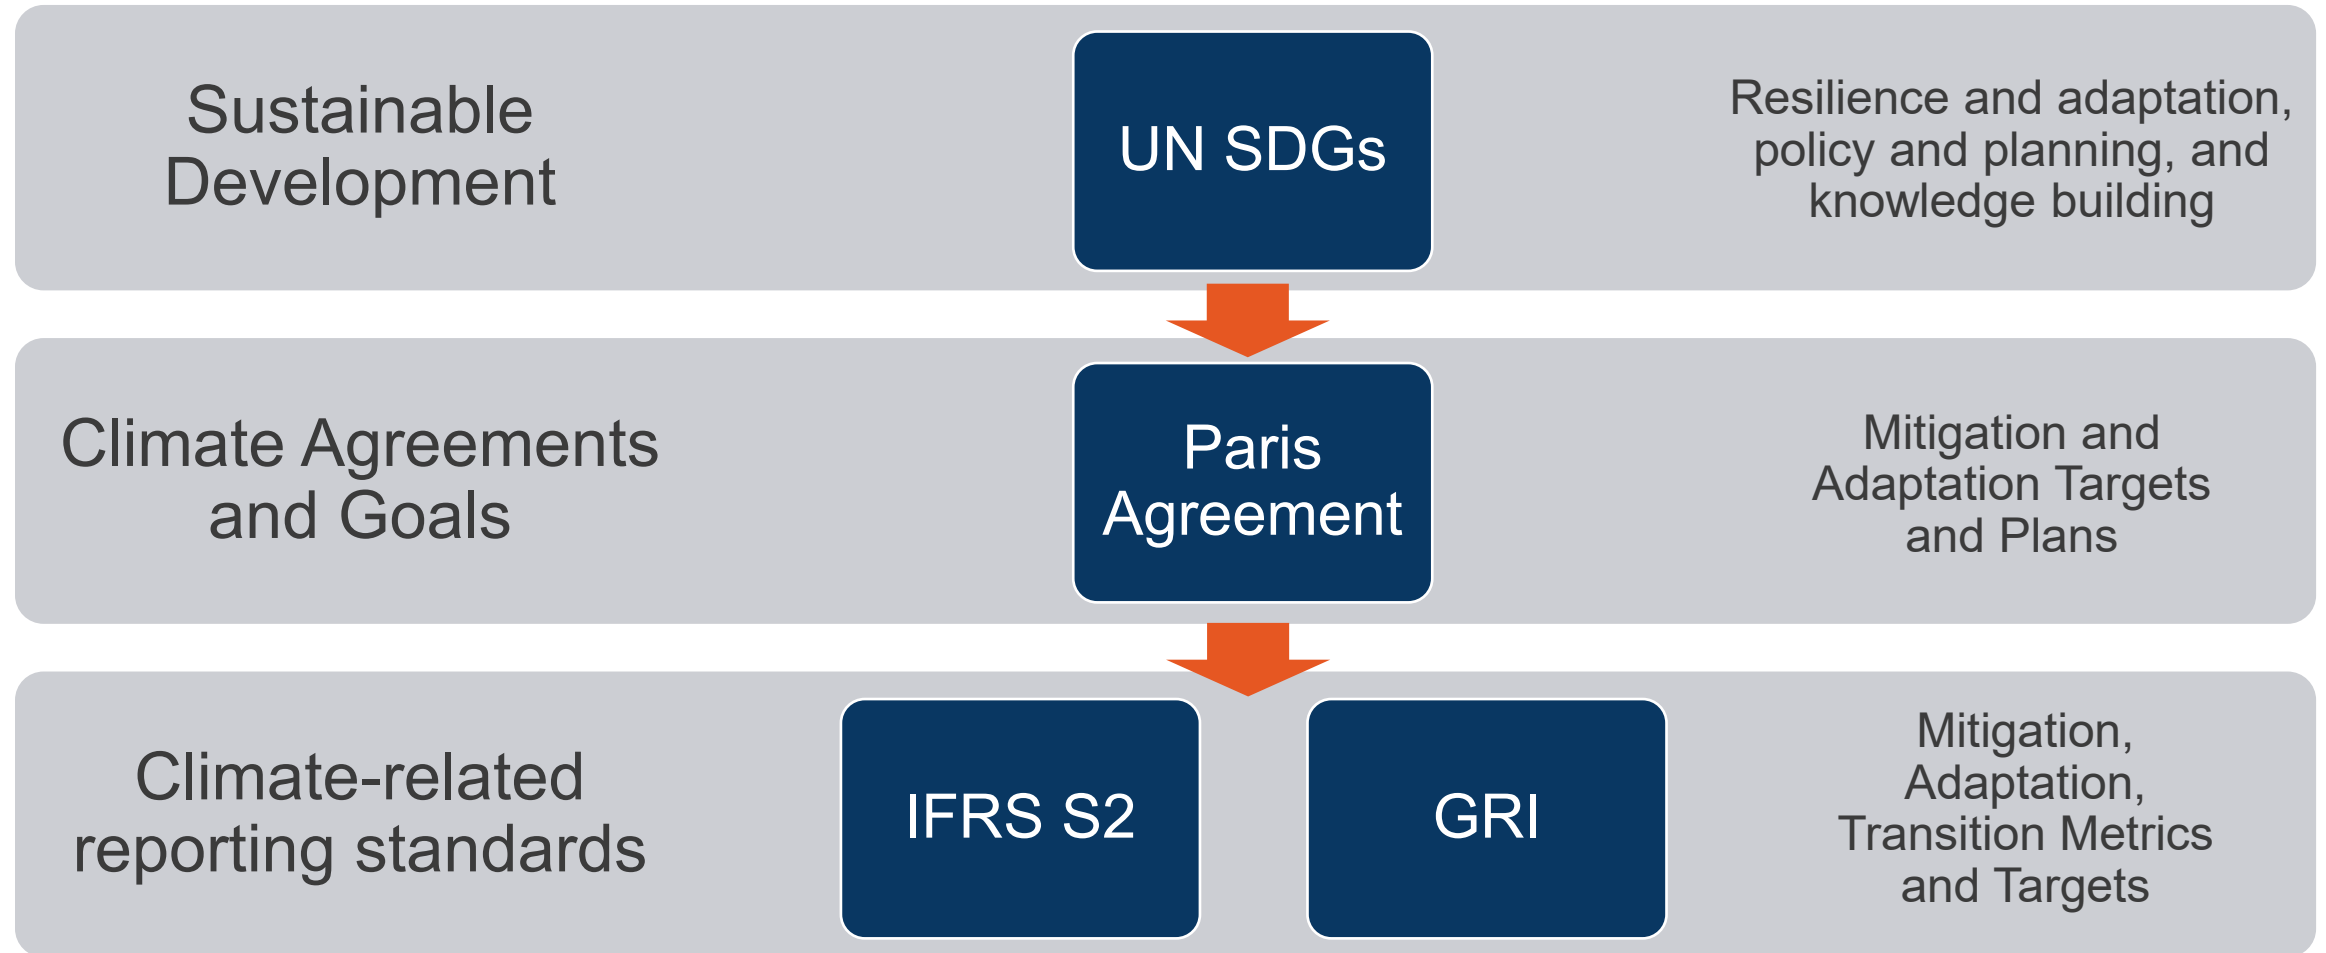 Sustainable
Development
UN SDGs
Resilience and adaptation,
policy and planning, and
knowledge building
Climate Agreements
and Goals
Paris
Agreement
Mitigation and
Adaptation Targets
and Plans
Climate-related
reporting standards
IFRS S2
GRI
Mitigation,
Adaptation,
Transition Metrics
and Targets